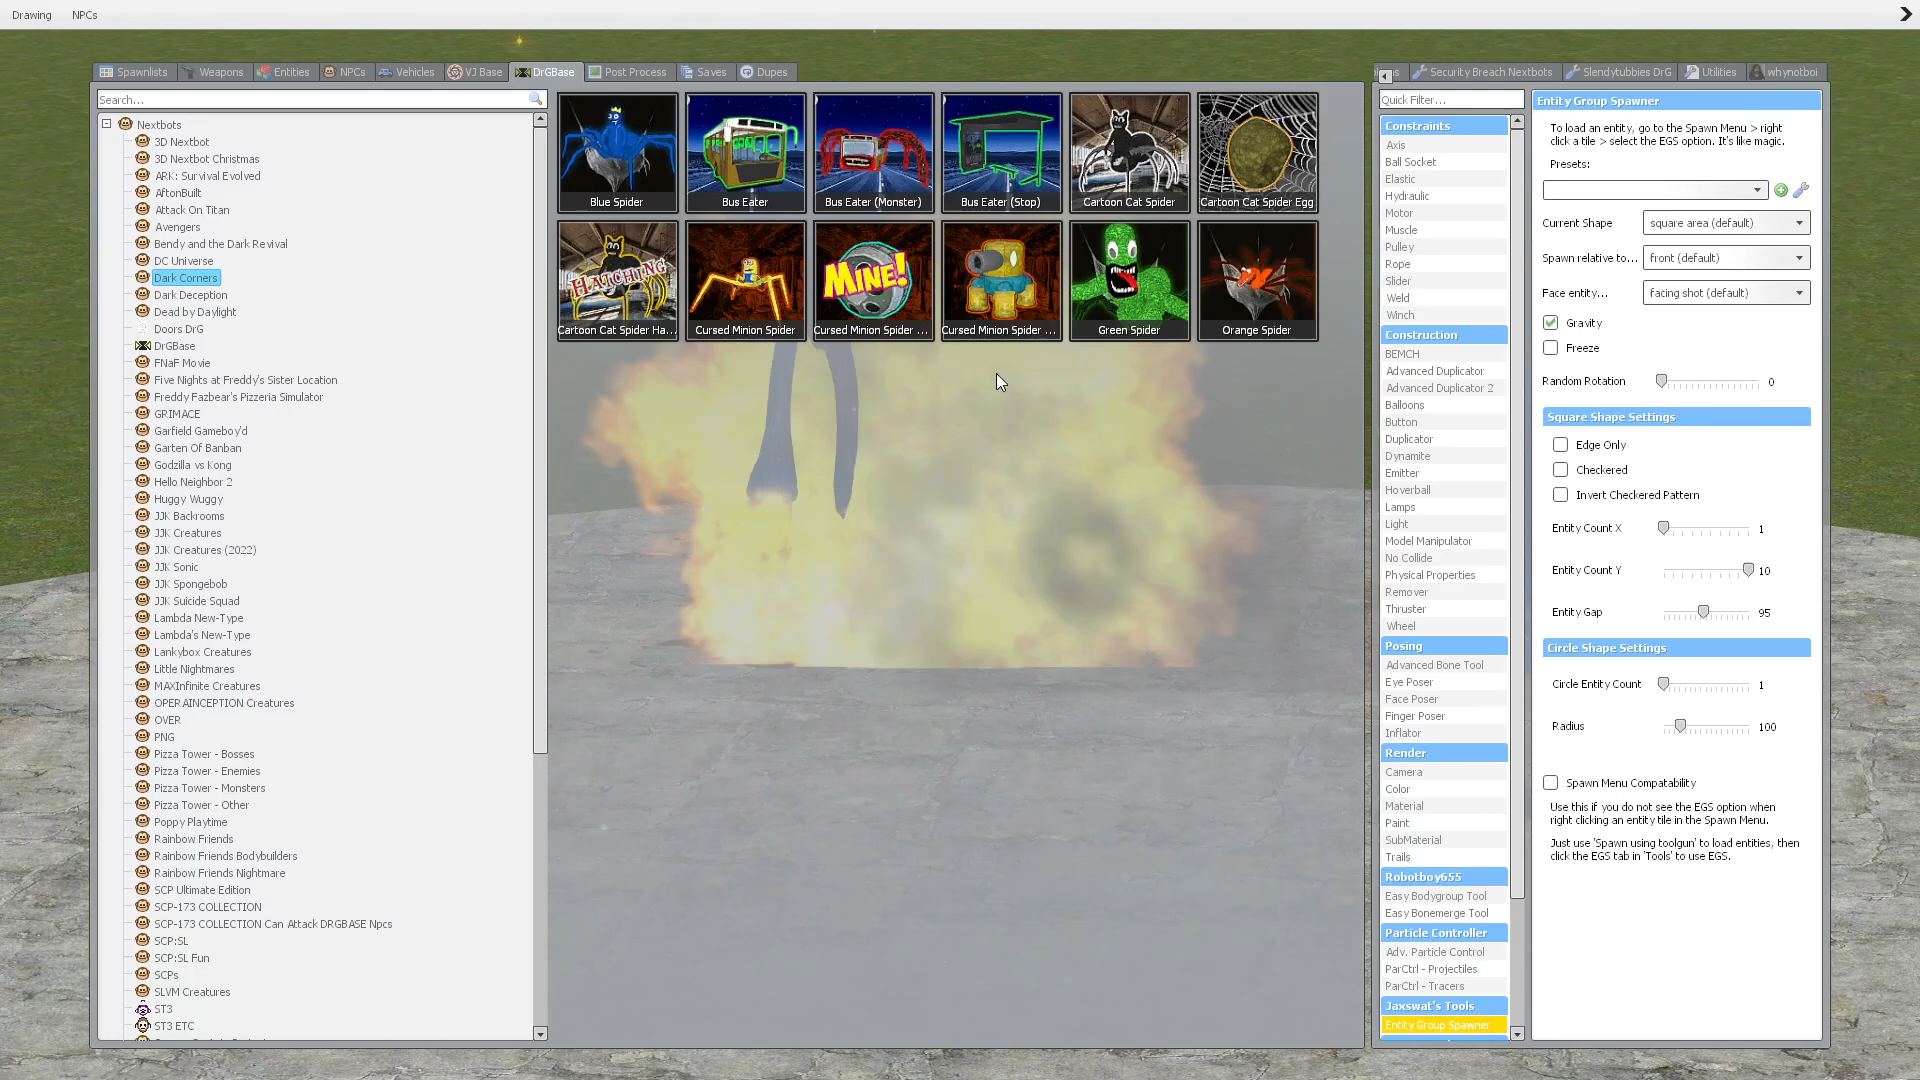 Drawing NPCs
Spawnlists Weapons Entities NPCs Vehicles VJ Base DrGBase Post Process Saves Dupes
Security Breach Nextbots Slendytubbies DrG Utilities whynotboi
Search...
Nextbots
3D Nextbot
3D Nextbot Christmas
ARK: Survival Evolved
AftonBuilt
Attack On Titan
Avengers
Bendy and the Dark Revival
DC Universe
Dark Corners
Dark Deception
Dead by Daylight
Doors DrG
DrGBase
FNaF Movie
Five Nights at Freddy's Sister Location
Freddy Fazbear's Pizzeria Simulator
GRIMACE
Garfield Gameboy'd
Garten Of Banban
Godzilla vs Kong
Hello Neighbor 2
Huggy Wuggy
JJK Backrooms
JJK Creatures
JJK Creatures (2022)
JJK Sonic
JJK Spongebob
JJK Suicide Squad
Lambda New-Type
Lambda's New-Type
Lankybox Creatures
Little Nightmares
MAXInfinite Creatures
OPERAINCEPTION Creatures
OVER
PNG
Pizza Tower - Bosses
Pizza Tower - Enemies
Pizza Tower - Monsters
Pizza Tower - Other
Poppy Playtime
Rainbow Friends
Rainbow Friends Bodybuilders
Rainbow Friends Nightmare
SCP Ultimate Edition
SCP-173 COLLECTION
SCP-173 COLLECTION Can Attack DRGBASE Npcs
SCP:SL
SCP:SL Fun
SCPs
SLVM Creatures
ST3
ST3 ETC
Blue Spider
Bus Eater
Bus Eater (Monster)
Bus Eater (Stop)
Cartoon Cat Spider
Cartoon Cat Spider Egg
HATCHING
Cartoon Cat Spider Ha...
Cursed Minion Spider
MINE!
Cursed Minion Spider ...
Cursed Minion Spider ...
Green Spider
Orange Spider
Quick Filter...
Constraints
Axis
Ball Socket
Elastic
Hydraulic
Motor
Muscle
Pulley
Rope
Slider
Weld
Winch
Construction
BEMCH
Advanced Duplicator
Advanced Duplicator 2
Balloons
Button
Duplicator
Dynamite
Emitter
Hoverball
Lamps
Light
Model Manipulator
No Collide
Physical Properties
Remover
Thruster
Wheel
Posing
Advanced Bone Tool
Eye Poser
Face Poser
Finger Poser
Inflator
Render
Camera
Color
Material
Paint
SubMaterial
Trails
Robotboy655
Easy Bodygroup Tool
Easy Bonemerge Tool
Particle Controller
Adv. Particle Control
ParCtrl - Projectiles
ParCtrl - Tracers
Jaxswat's Tools
Entity Group Spawner
Entity Group Spawner
To load an entity, go to the Spawn Menu > right
click a tile > select the EGS option. It's like magic.
Presets:
Current Shape square area (default)
Spawn relative to... front (default)
Face entity... facing shot (default)
Gravity
Freeze
Random Rotation 0
Square Shape Settings
Edge Only
Checkered
Invert Checkered Pattern
Entity Count X 1
Entity Count Y 10
Entity Gap 95
Circle Shape Settings
Circle Entity Count 1
Radius 100
Spawn Menu Compatability
Use this if you do not see the EGS option when
right clicking an entity tile in the Spawn Menu.
Just use 'Spawn using toolgun' to load entities, then
click the EGS tab in 'Tools' to use EGS.